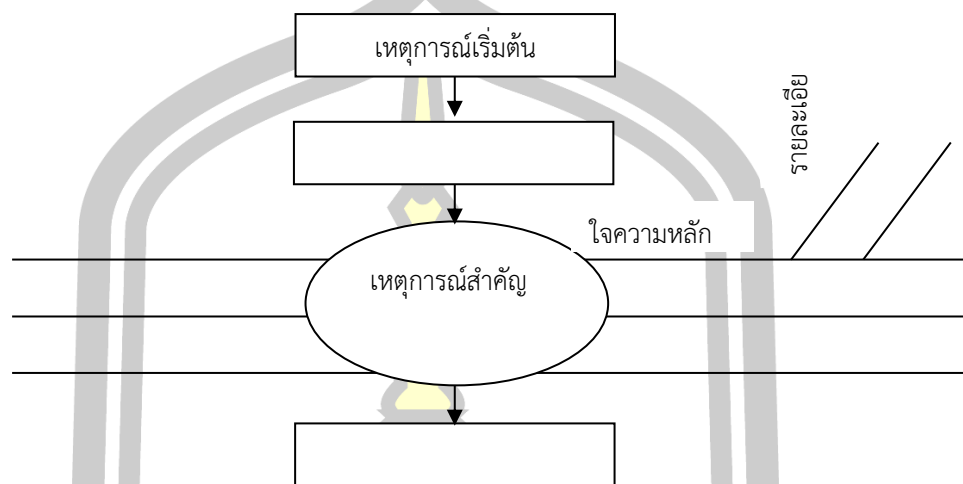 เหตุการณ์เริ่มต้น
รายละเอีย
ใจความหลัก
เหตุการณ์สำคัญ